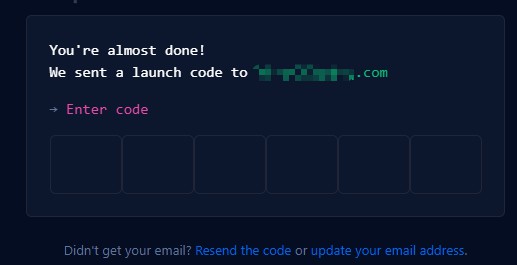 You're almost done!
We sent a launch code to .com
→ Enter code
Didn't get your email? Resend the code or update your email address.